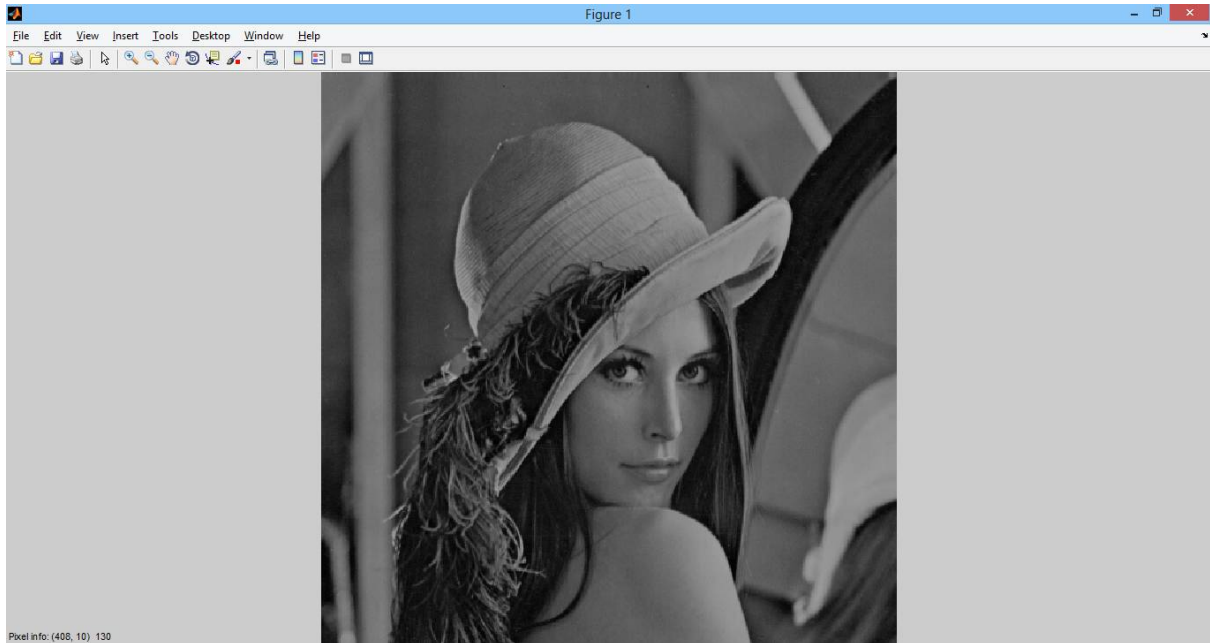 Figure 1
File Edit View Insert Tools Desktop Window Help
Pixel info: (408, 10) 130